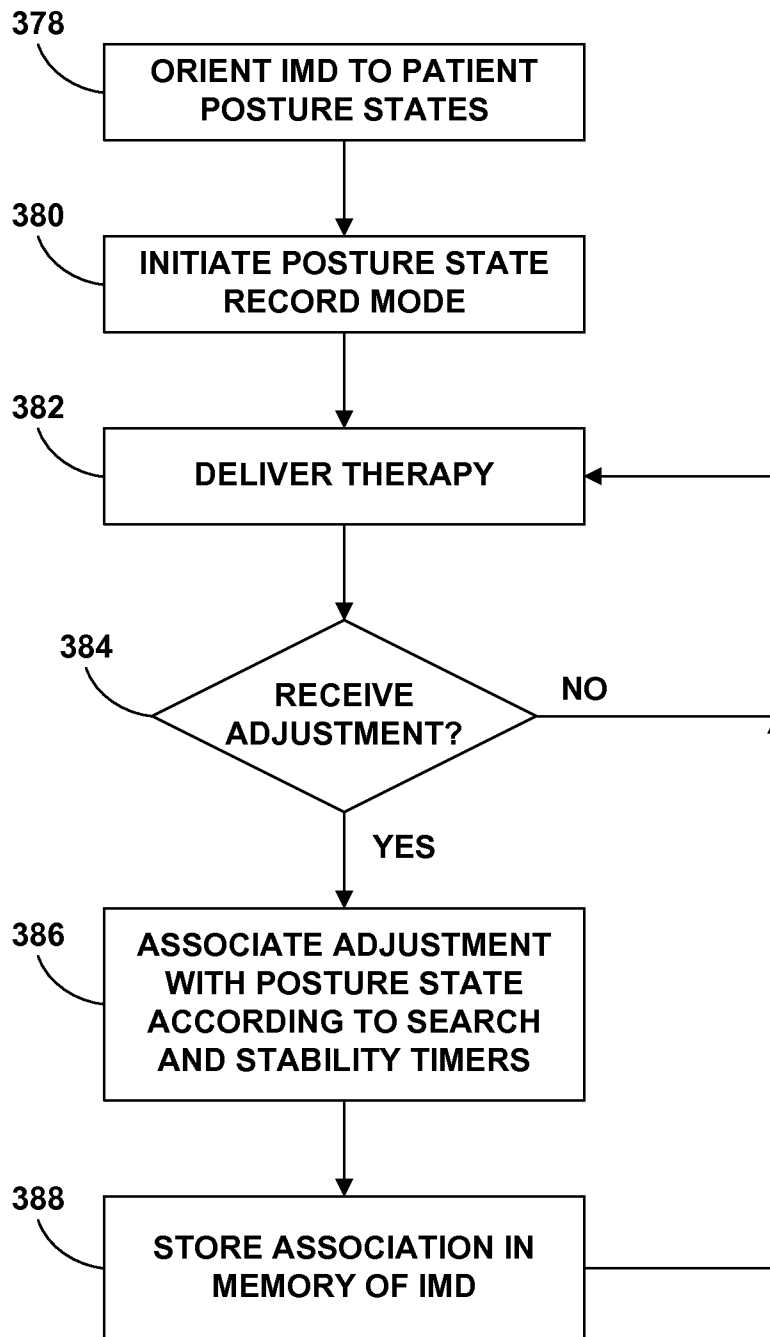 378
ORIENT IMD TO PATIENT
POSTURE STATES
380
INITIATE POSTURE STATE
RECORD MODE
382
DELIVER THERAPY
384
RECEIVE
ADJUSTMENT?
NO
YES
386
ASSOCIATE ADJUSTMENT
WITH POSTURE STATE
ACCORDING TO SEARCH
AND STABILITY TIMERS
388
STORE ASSOCIATION IN
MEMORY OF IMD